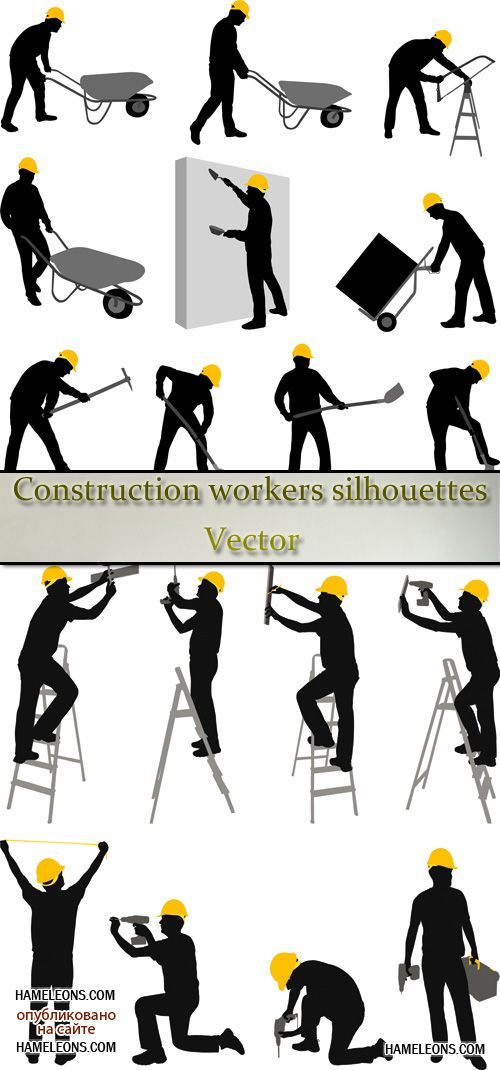 Construction workers silhouettes
Vector
HAMELEONS.COM
опубликовано
на сайте
HAMELEONS.COM
HAMELEONS.COM